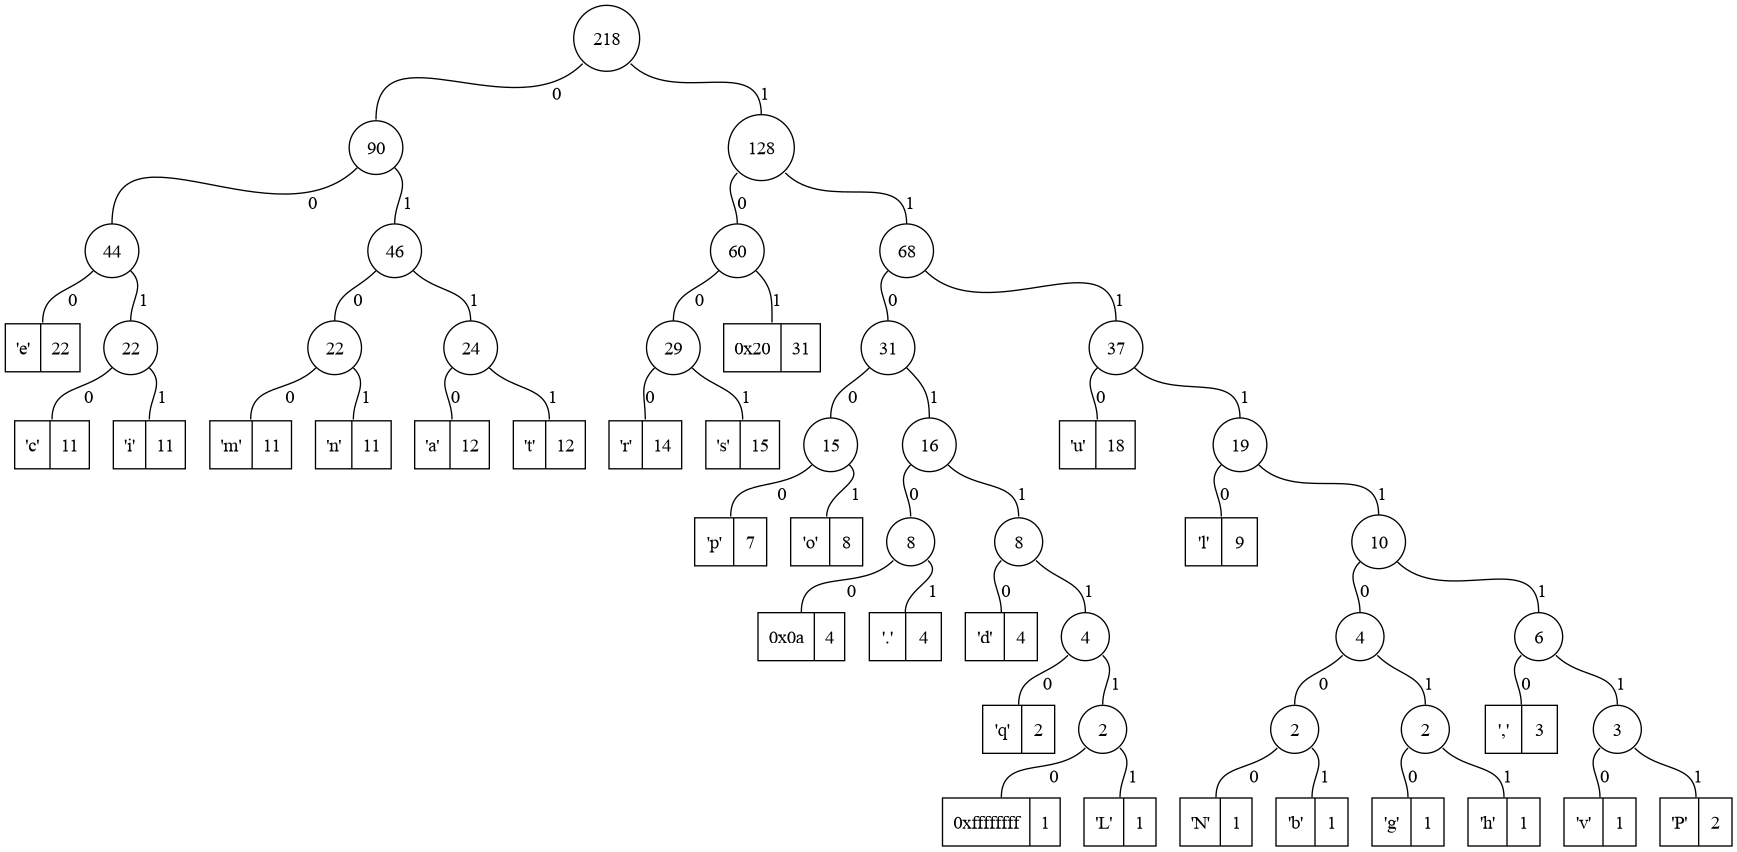 218
0 1
90 128
0 1 0 1
44 46 60 68
0 1 0 1 0 1 0 1
'e' 22 22 22 24 29 0x20 31 31 37
0 1 0 1 0 1 0 1 0 1 0 1
'c' 11 'i' 11 'm' 11 'n' 11 'a' 12 't' 12 'r' 14 's' 15 15 16 'u' 18 19
0 1 0 1 0 1
'p' 7 'o' 8 8 8 'l' 9 10
0 1 0 1 0 1
0x0a 4 '.' 4 'd' 4 4 4 6
0 1 0 1 0 1
'q' 2 2 2 2 ',' 3 3
0 1 0 1 0 1 0 1
0xffffffff 1 'L' 1 'N' 1 'b' 1 'g' 1 'h' 1 'v' 1 'P' 2